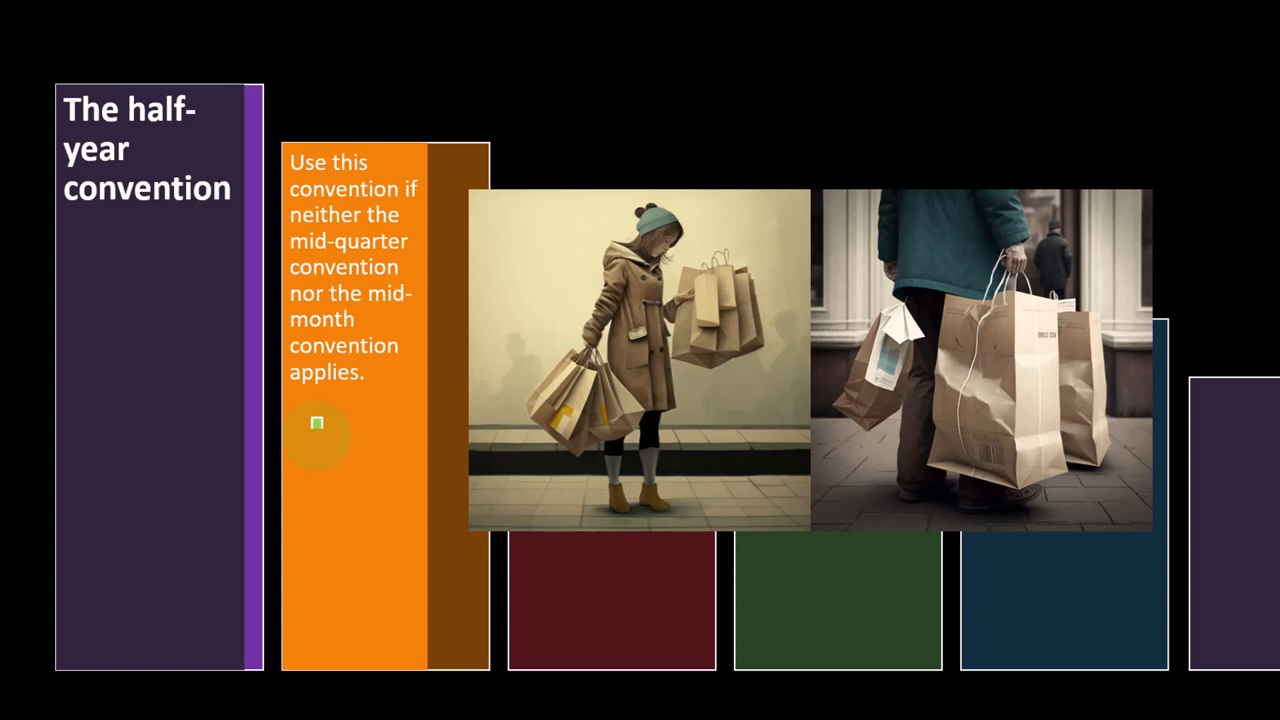 The half-
year
convention
Use this
convention if
neither the
mid-quarter
convention
nor the mid-
month
convention
applies.